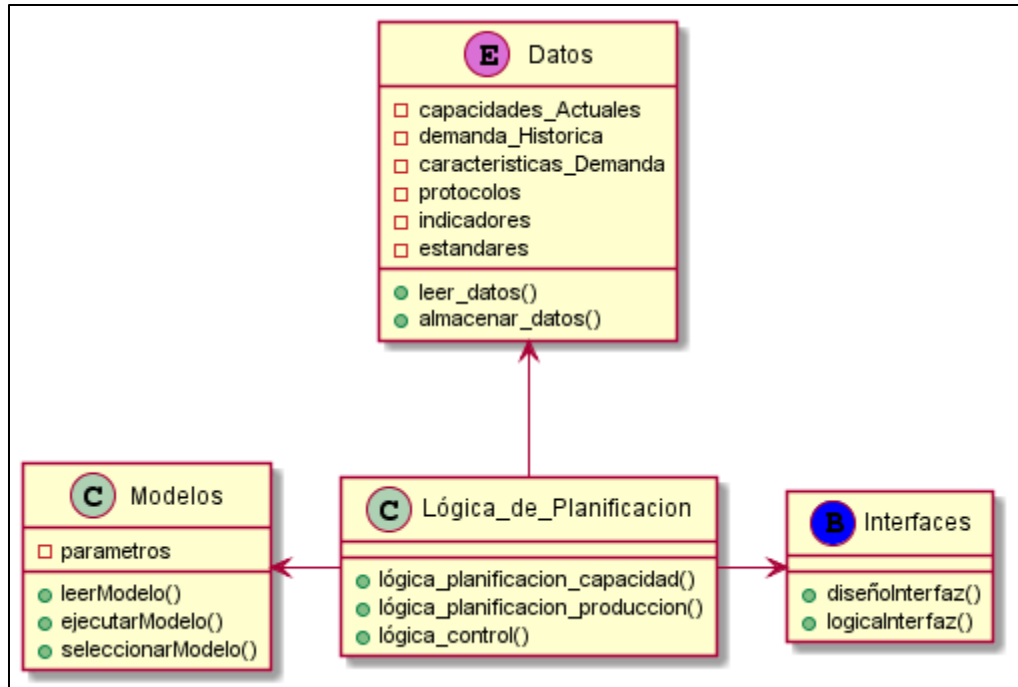 E Datos
capacidades_Actuales
demanda_Historica
caracteristicas_Demanda
protocolos
indicadores
estandares
leer_datos()
almacenar_datos()
C Modelos
parametros
leerModelo()
ejecutarModelo()
seleccionarModelo()
C Lógica_de_Planificacion
lógica_planificacion_capacidad()
lógica_planificacion_produccion()
lógica_control()
B Interfaces
diseñoInterfaz()
logicaInterfaz()